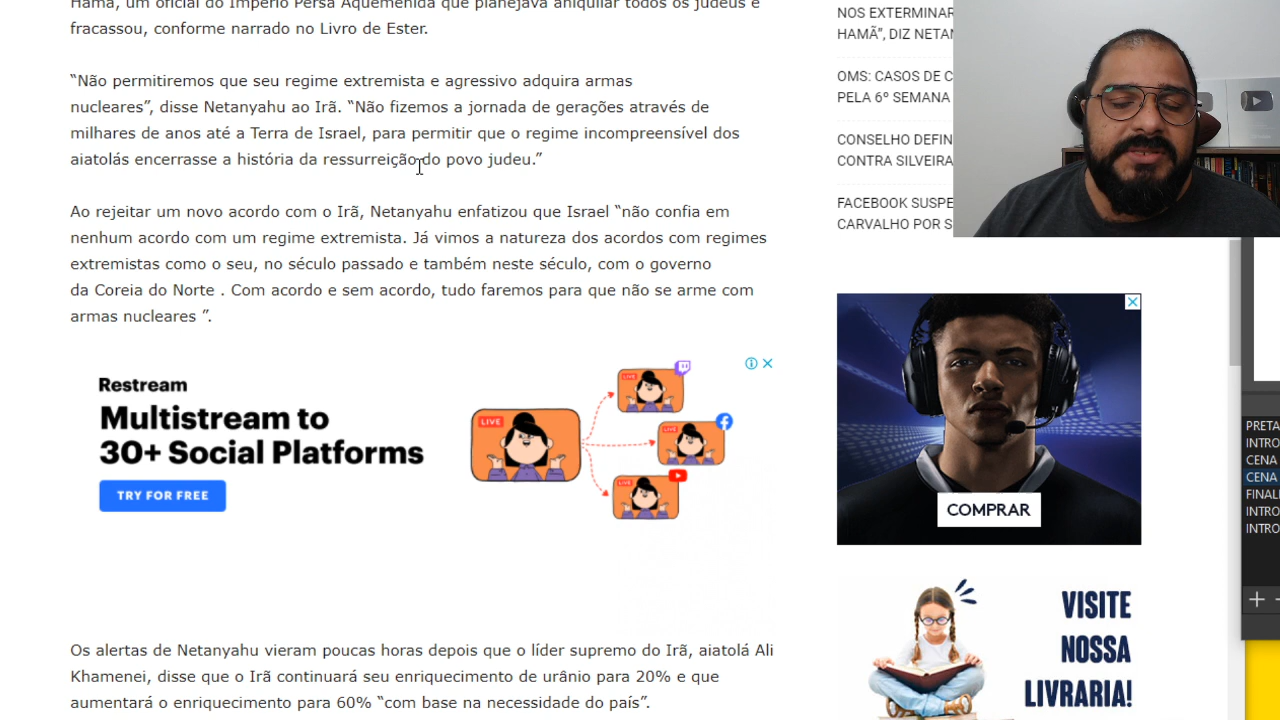 Hamã, um oficial do Império Persa Aquemênida que planejava aniquilar todos os judeus e
fracassou, conforme narrado no Livro de Ester.
“Não permitiremos que seu regime extremista e agressivo adquira armas
nucleares”, disse Netanyahu ao Irã. “Não fizemos a jornada de gerações através de
milhares de anos até a Terra de Israel, para permitir que o regime incompreensível dos
aiatolás encerrasse a história da ressurreição do povo judeu.”
Ao rejeitar um novo acordo com o Irã, Netanyahu enfatizou que Israel “não confia em
nenhum acordo com um regime extremista. Já vimos a natureza dos acordos com regimes
extremistas como o seu, no século passado e também neste século, com o governo
da Coreia do Norte . Com acordo e sem acordo, tudo faremos para que não se arme com
armas nucleares ”.
Restream
Multistream to
30+ Social Platforms
TRY FOR FREE
LIVE
LIVE
LIVE
LIVE
Os alertas de Netanyahu vieram poucas horas depois que o líder supremo do Irã, aiatolá Ali
Khamenei, disse que o Irã continuará seu enriquecimento de urânio para 20% e que
aumentará o enriquecimento para 60% “com base na necessidade do país”.
NOS EXTERMINAR
HAMÃ”, DIZ NETAN
OMS: CASOS DE C
PELA 6º SEMANA
CONSELHO DEFIN
CONTRA SILVEIRA
FACEBOOK SUSPE
CARVALHO POR S
COMPRAR
VISITE
NOSSA
LIVRARIA!
PRETA
INTRO
CENA
CENA
FINALI
INTRO
INTRO